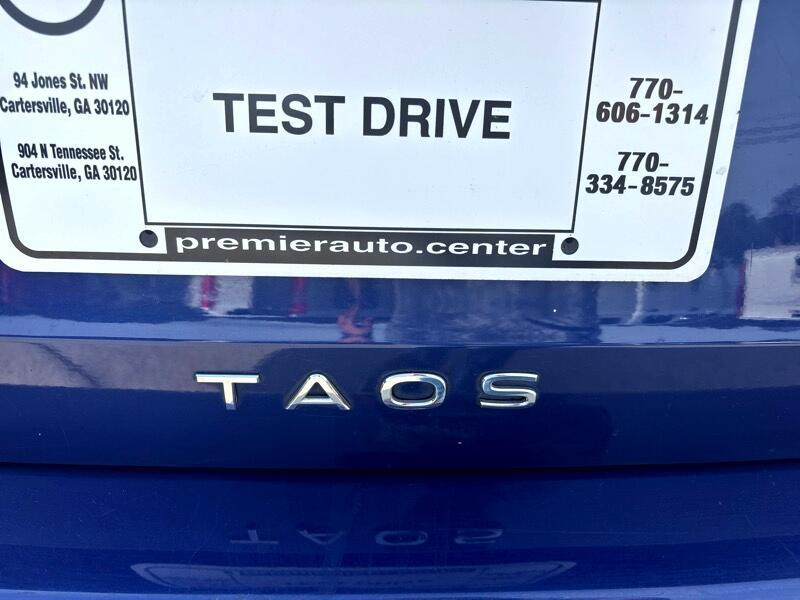 94 Jones St. NW
Cartersville, GA 30120
904 N Tennessee St.
Cartersville, GA 30120
TEST DRIVE
770-
606-1314
770-
334-8575
premierauto.center
TAOS